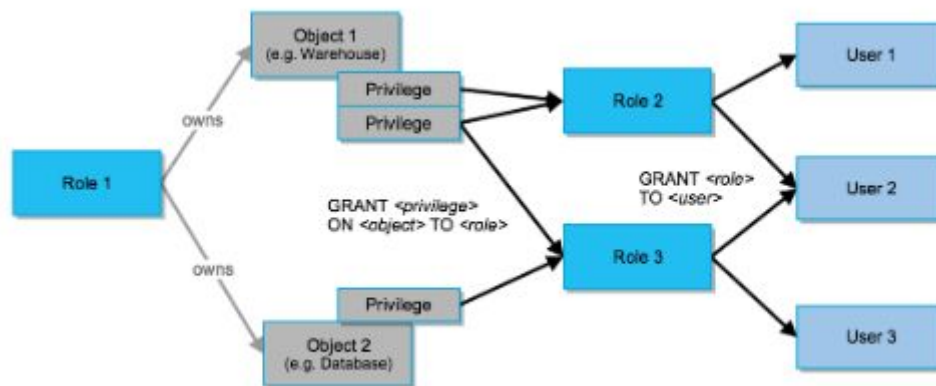 Object 1
(e.g. Warehouse)
User 1
Privilege
Privilege
Role 2
owns
Role 1
GRANT <privilege>
ON <object> TO <role>
GRANT <role>
TO <user>
User 2
owns
Role 3
Privilege
Object 2
(e.g. Database)
User 3